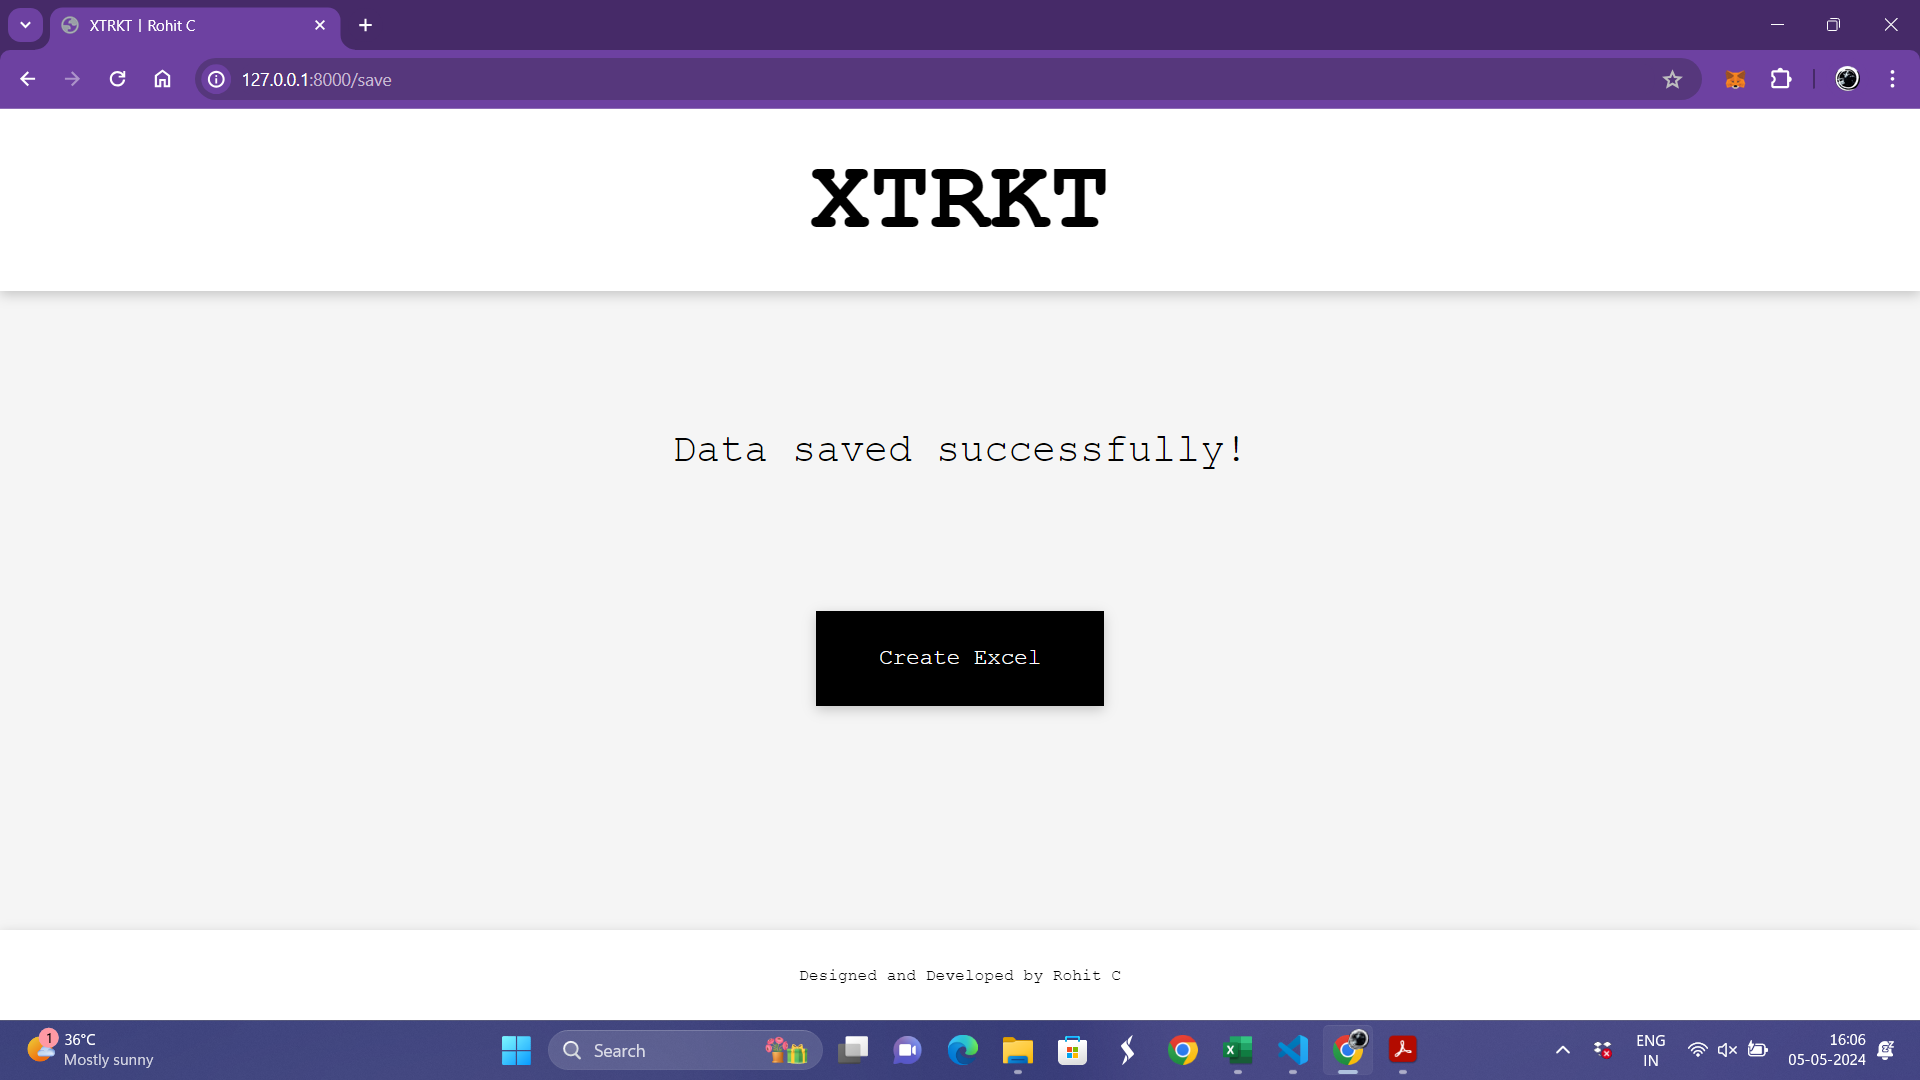 XTRKT | Rohit C
127.0.0.1:8000/save
XTRKT
Data saved successfully!
Create Excel
Designed and Developed by Rohit C
1
36°C
Mostly sunny
Search
ENG
IN
16:06
05-05-2024